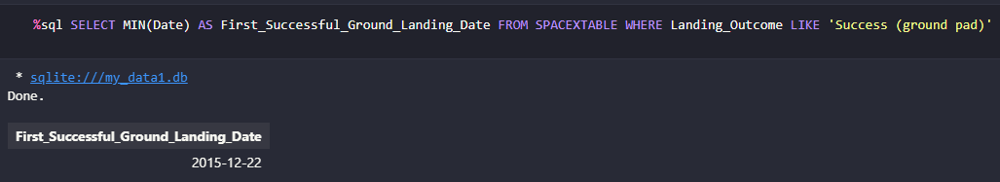 %sql SELECT MIN(Date) AS First_Successful_Ground_Landing_Date FROM SPACEXTABLE WHERE Landing_Outcome LIKE 'Success (ground pad)'
* sqlite:///my_data1.db
Done.
First_Successful_Ground_Landing_Date
2015-12-22